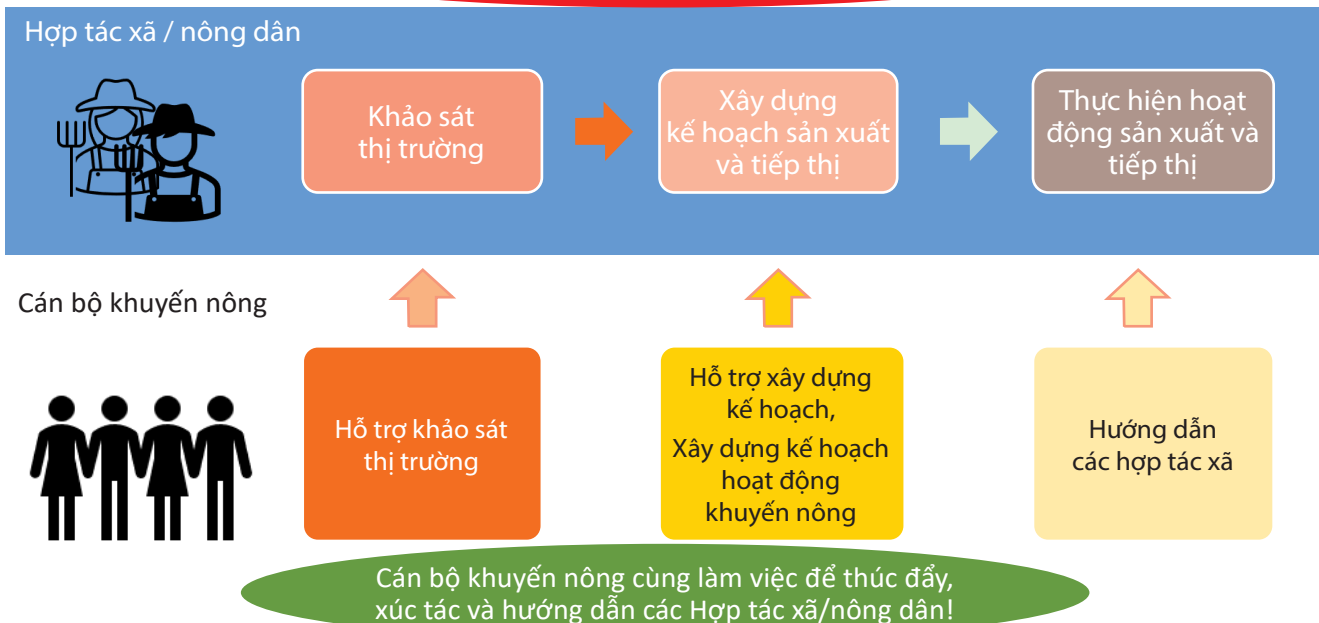 Hợp tác xã / nông dân
Khảo sát
thị trường
Xây dựng
kế hoạch sản xuất
và tiếp thị
Thực hiện hoạt
động sản xuất và
tiếp thị
Cán bộ khuyến nông
Hỗ trợ khảo sát
thị trường
Hỗ trợ xây dựng
kế hoạch,
Xây dựng kế hoạch
hoạt động
khuyến nông
Hướng dẫn
các hợp tác xã
Cán bộ khuyến nông cùng làm việc để thúc đẩy,
xúc tác và hướng dẫn các Hợp tác xã/nông dân!